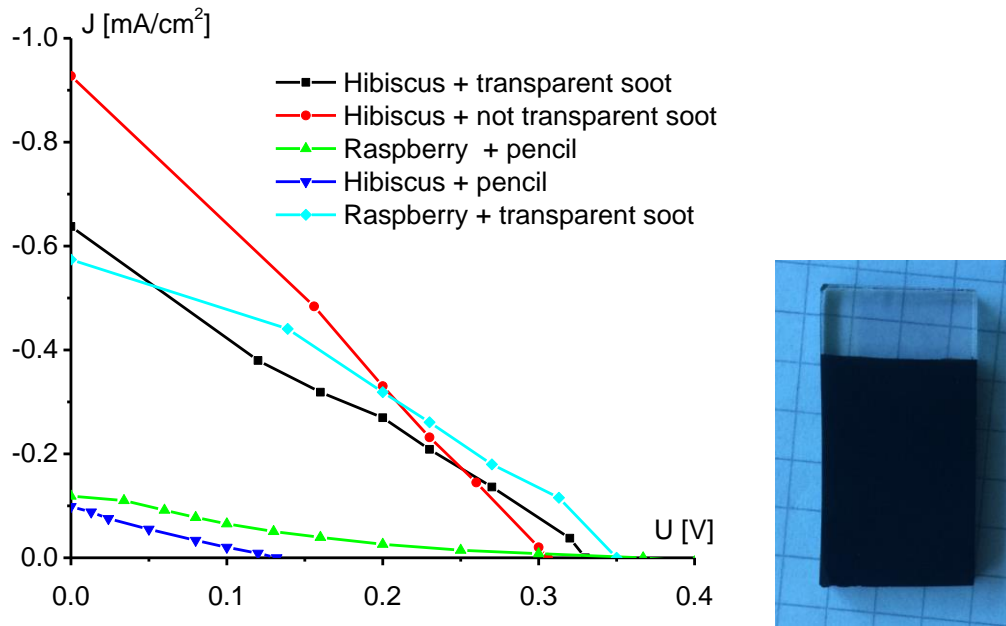 J [mA/cm²]
-1.0
Hibiscus + transparent soot
Hibiscus + not transparent soot
Raspberry + pencil
Hibiscus + pencil
Raspberry + transparent soot
-0.8
-0.6
-0.4
-0.2
U [V]
0.0
0.0 0.1 0.2 0.3 0.4